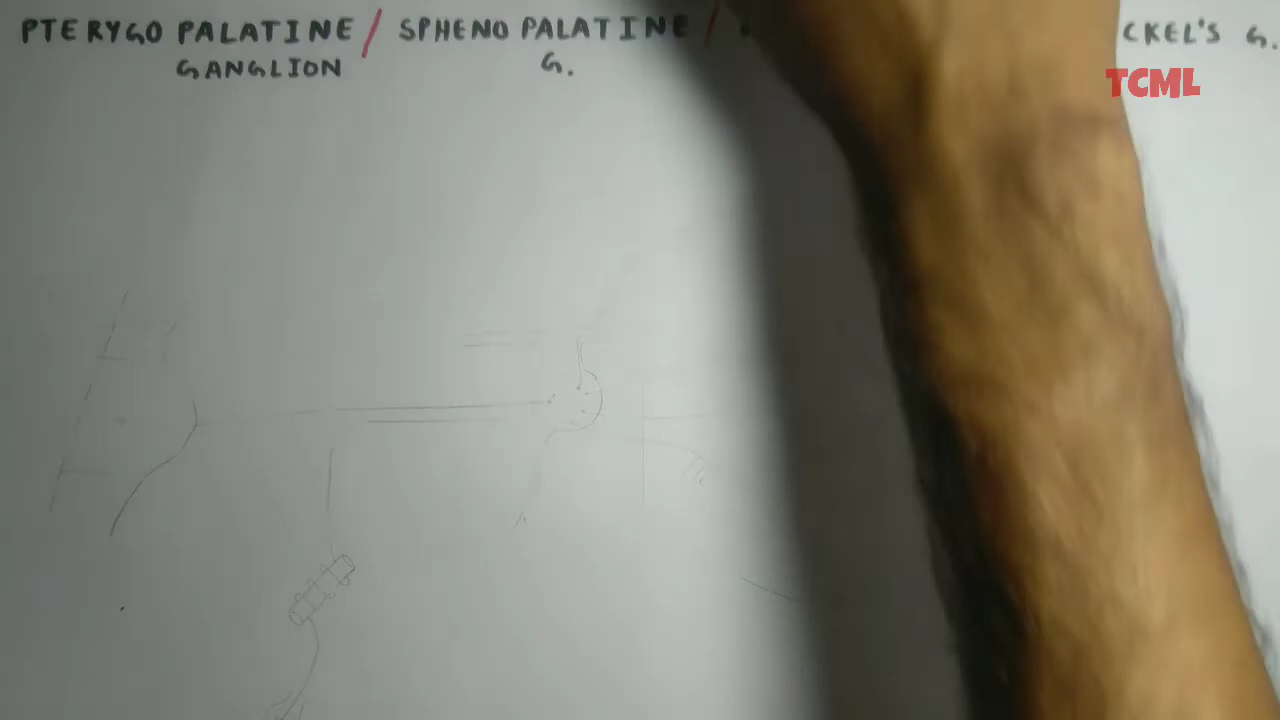 PTERYGO PALATINE / SPHENO PALATINE / CKEL'S G.
GANGLION G.
TCML